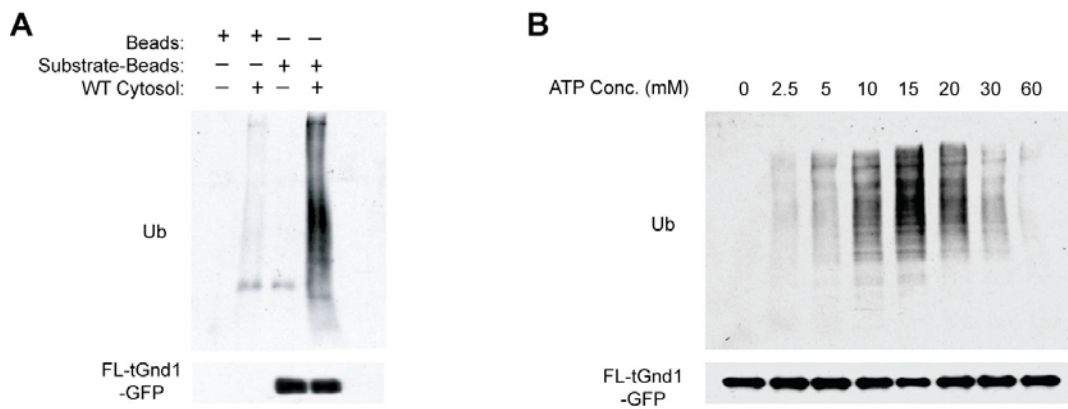 A
Beads: + + – –
Substrate-Beads: – – + +
WT Cytosol: – + – +
Ub
FL-tGnd1
-GFP
B
ATP Conc. (mM) 0 2.5 5 10 15 20 30 60
Ub
FL-tGnd1
-GFP